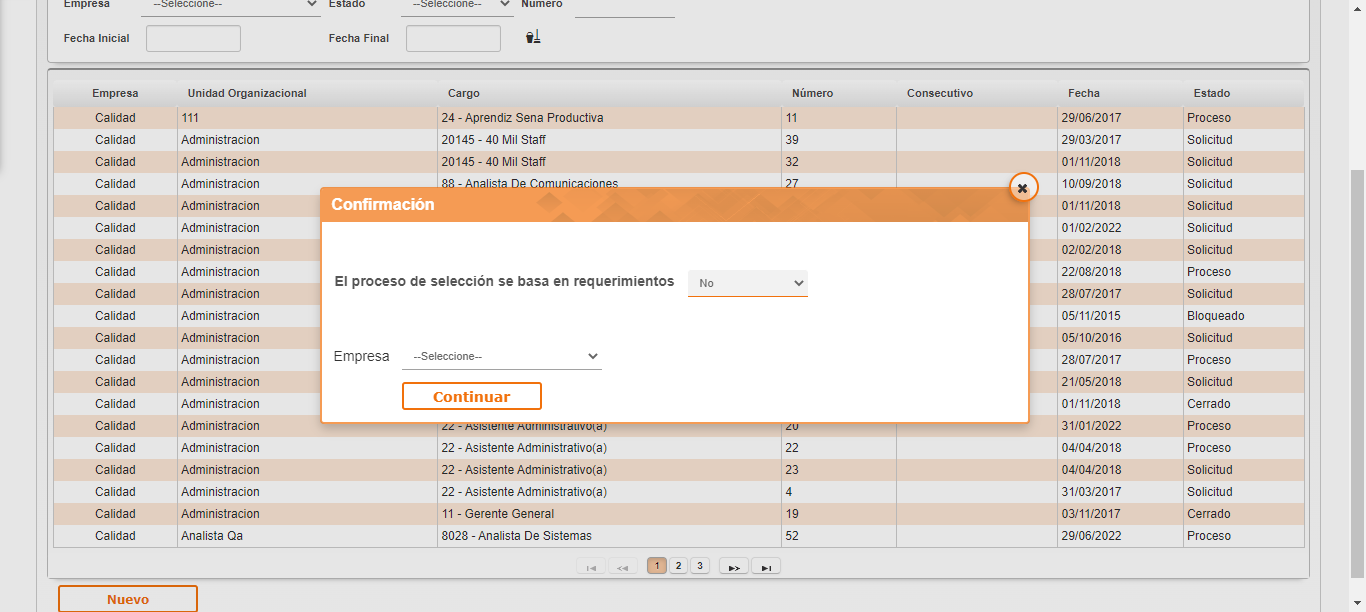 Empresa --Seleccione-- Estado --Seleccione-- Número
Fecha Inicial Fecha Final
Empresa Unidad Organizacional Cargo Número Consecutivo Fecha Estado
Calidad 111 24 - Aprendiz Sena Productiva 11 29/06/2017 Proceso
Calidad Administracion 20145 - 40 Mil Staff 39 29/03/2017 Solicitud
Calidad Administracion 20145 - 40 Mil Staff 32 01/11/2018 Solicitud
Calidad Administracion 88 - Analista De Comunicaciones 27 10/09/2018 Solicitud
Calidad Administracion 01/11/2018 Solicitud
Calidad Administracion 01/02/2022 Solicitud
Calidad Administracion 02/02/2018 Solicitud
Calidad Administracion 22/08/2018 Proceso
Calidad Administracion 28/07/2017 Solicitud
Calidad Administracion 05/11/2015 Bloqueado
Calidad Administracion 05/10/2016 Solicitud
Calidad Administracion 28/07/2017 Proceso
Calidad Administracion 21/05/2018 Solicitud
Calidad Administracion 01/11/2018 Cerrado
Calidad Administracion 22 - Asistente Administrativo(a) 20 31/01/2022 Proceso
Calidad Administracion 22 - Asistente Administrativo(a) 22 04/04/2018 Proceso
Calidad Administracion 22 - Asistente Administrativo(a) 23 04/04/2018 Solicitud
Calidad Administracion 22 - Asistente Administrativo(a) 4 31/03/2017 Solicitud
Calidad Administracion 11 - Gerente General 19 03/11/2017 Cerrado
Calidad Analista Qa 8028 - Analista De Sistemas 52 29/06/2022 Proceso
Confirmación
El proceso de selección se basa en requerimientos No
Empresa --Seleccione--
Continuar
1 2 3
Nuevo